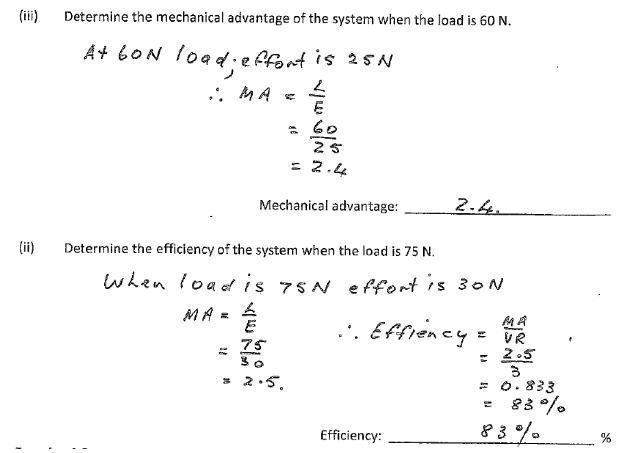 (iii) Determine the mechanical advantage of the system when the load is 60 N.
At 60N load; effort is 25N
∴ MA = L/E
= 60/25
= 2.4
Mechanical advantage: 2.4.
(ii) Determine the efficiency of the system when the load is 75 N.
When load is 75N effort is 30N
MA = L/E
= 75/30
= 2.5.
∴ Effiency = MA/VR
= 2.5/3
= 0.833
= 83%
Efficiency: 83% %